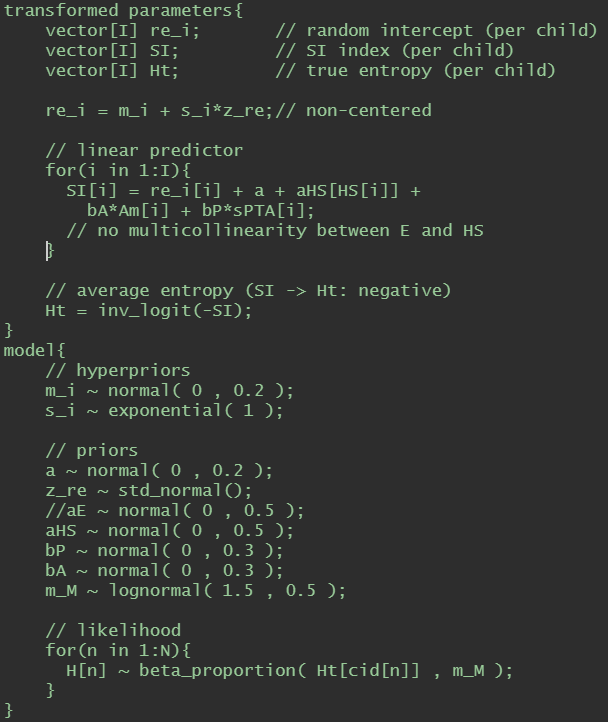 transformed parameters{
    vector[I] re_i;       // random intercept (per child)
    vector[I] SI;         // SI index (per child)
    vector[I] Ht;         // true entropy (per child)

    re_i = m_i + s_i*z_re;// non-centered

    // linear predictor
    for(i in 1:I){
      SI[i] = re_i[i] + a + aHS[HS[i]] +
        bA*Am[i] + bP*sPTA[i];
      // no multicollinearity between E and HS
    }

    // average entropy (SI -> Ht: negative)
    Ht = inv_logit(-SI);
}
model{
    // hyperpriors
    m_i ~ normal( 0 , 0.2 );
    s_i ~ exponential( 1 );

    // priors
    a ~ normal( 0 , 0.2 );
    z_re ~ std_normal();
    //aE ~ normal( 0 , 0.5 );
    aHS ~ normal( 0 , 0.5 );
    bP ~ normal( 0 , 0.3 );
    bA ~ normal( 0 , 0.3 );
    m_M ~ lognormal( 1.5 , 0.5 );

    // likelihood
    for(n in 1:N){
      H[n] ~ beta_proportion( Ht[cid[n]] , m_M );
    }
}